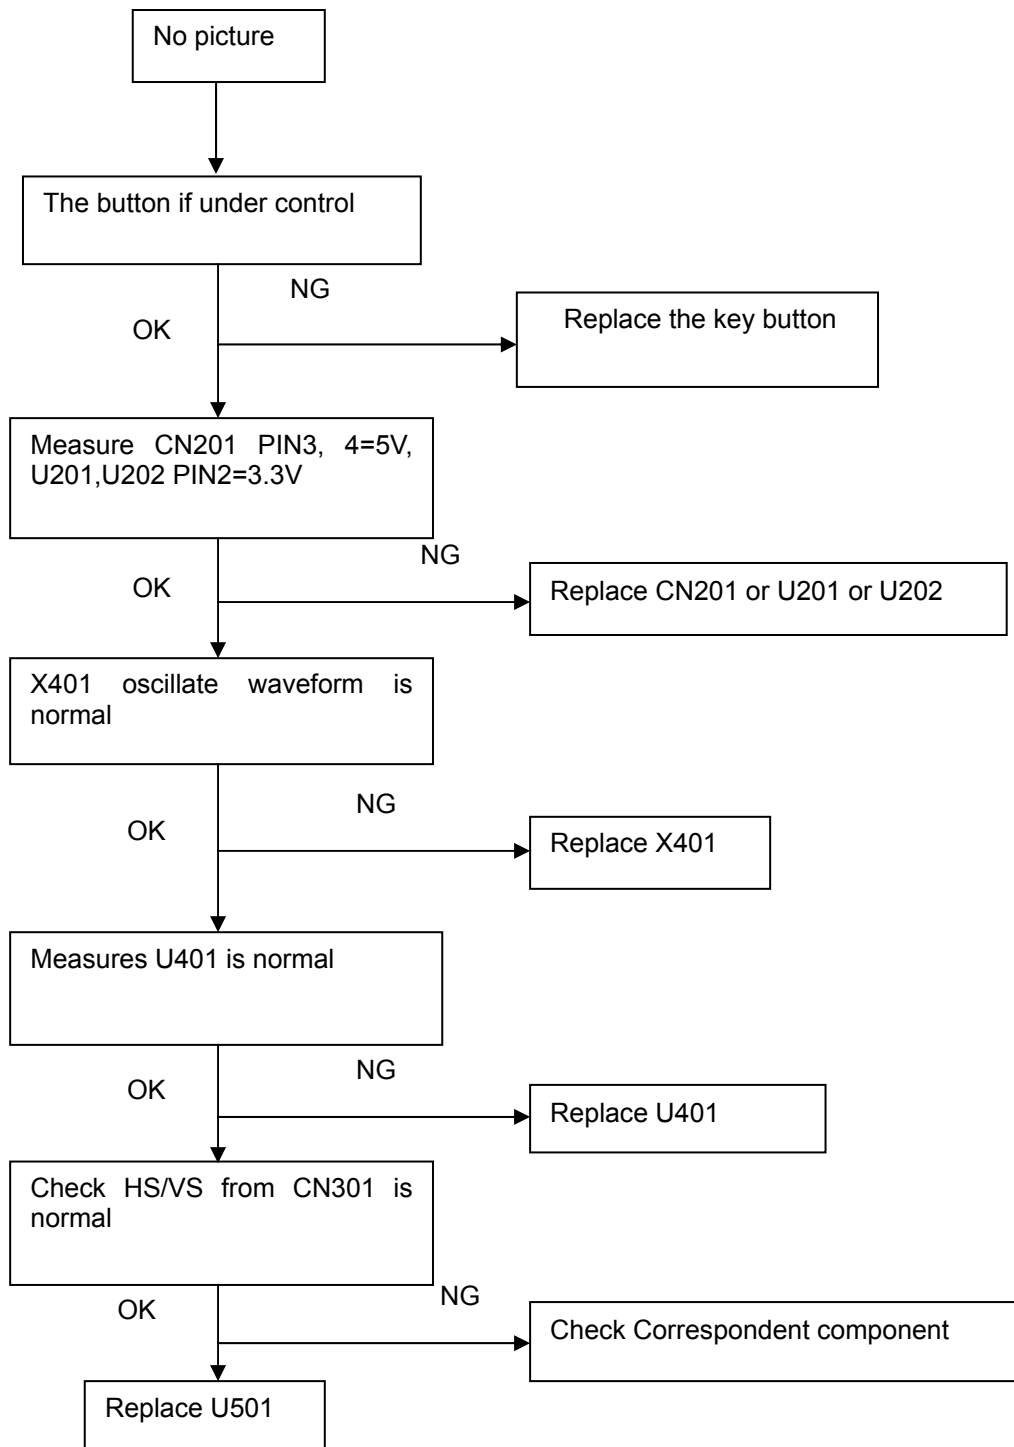 No picture
The button if under control
NG
OK
Replace the key button
Measure CN201 PIN3, 4=5V,
U201,U202 PIN2=3.3V
NG
OK
Replace CN201 or U201 or U202
X401 oscillate waveform is
normal
NG
OK
Replace X401
Measures U401 is normal
NG
OK
Replace U401
Check HS/VS from CN301 is
normal
NG
OK
Check Correspondent component
Replace U501